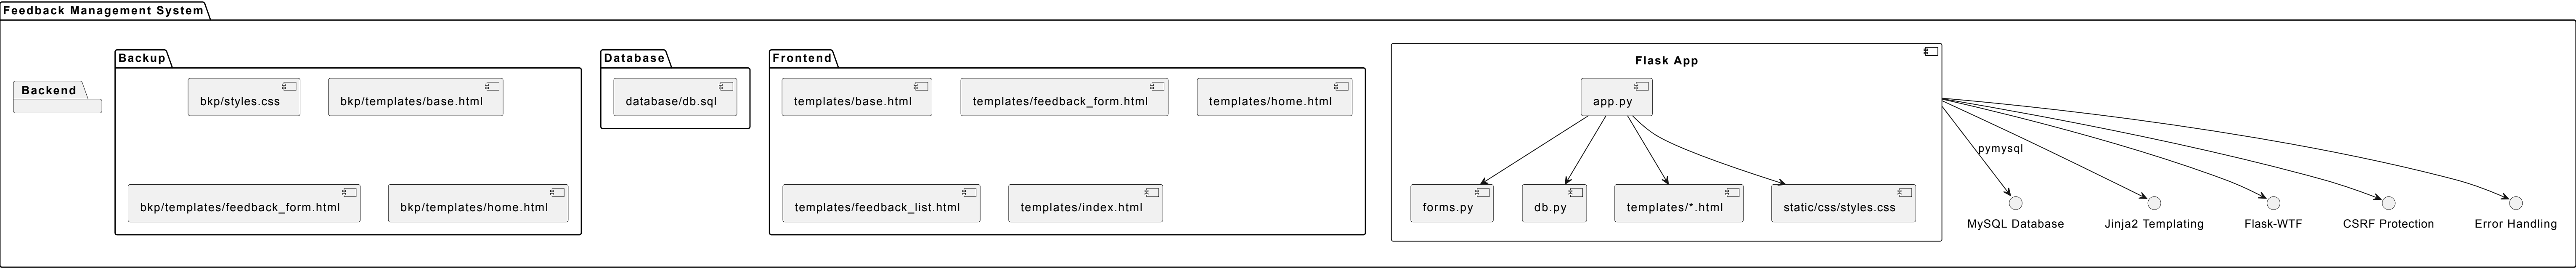 Feedback Management System
Backend
Backup
bkp/styles.css
bkp/templates/base.html
bkp/templates/feedback_form.html
bkp/templates/home.html
Database
database/db.sql
Frontend
templates/base.html
templates/feedback_form.html
templates/home.html
templates/feedback_list.html
templates/index.html
Flask App
app.py
forms.py
db.py
templates/*.html
static/css/styles.css
pymysql
MySQL Database
Jinja2 Templating
Flask-WTF
CSRF Protection
Error Handling